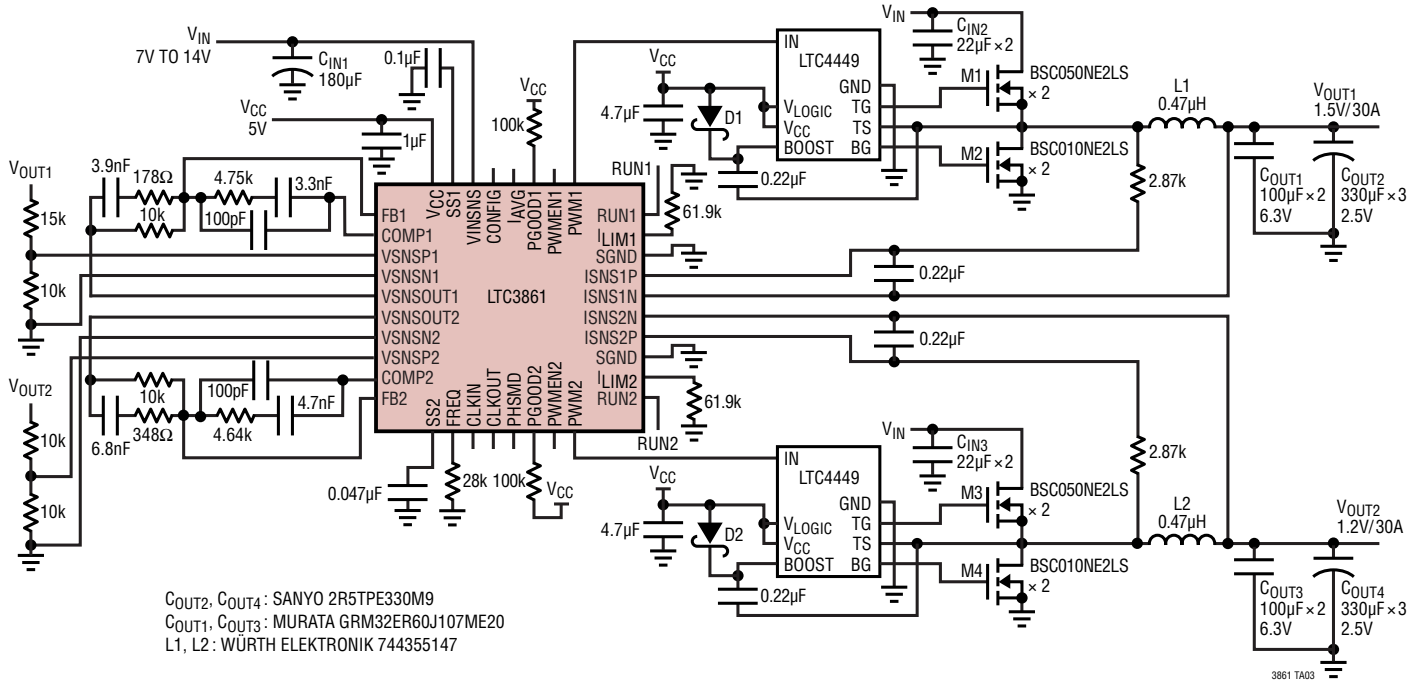 VIN
7V TO 14V
CIN1
180µF
0.1µF
VCC
5V
1µF
VCC
100k
VOUT1
15k
10k
3.9nF
178Ω
4.75k
3.3nF
10k
100pF
FB1
COMP1
VSNSP1
VSNSN1
VSNSOUT1
VSNSOUT2
VSNSN2
VSNSP2
COMP2
FB2
VCC
SS1
VINSNS
CONFIG
IAVG
PGOOD1
PWMEN1
PWM1
LTC3861
RUN1
ILIM1
SGND
ISNS1P
ISNS1N
ISNS2N
ISNS2P
SGND
ILIM2
RUN2
SS2
FREQ
CLKIN
CLKOUT
PHSMD
PGOOD2
PWMEN2
PWM2
RUN1
61.9k
61.9k
RUN2
VOUT2
10k
10k
10k
100pF
4.7nF
6.8nF
348Ω
4.64k
0.047µF
28k
100k
VCC
VCC
4.7µF
D1
0.22µF
IN
LTC4449
GND
VLOGIC
TG
VCC
TS
BOOST
BG
VIN
CIN2
22µF×2
M1
BSC050NE2LS
× 2
M2
BSC010NE2LS
× 2
L1
0.47µH
VOUT1
1.5V/30A
2.87k
COUT1
100µF×2
6.3V
COUT2
330µF×3
2.5V
0.22µF
0.22µF
VCC
4.7µF
D2
0.22µF
IN
LTC4449
GND
VLOGIC
TG
VCC
TS
BOOST
BG
VIN
CIN3
22µF×2
M3
BSC050NE2LS
× 2
M4
BSC010NE2LS
× 2
2.87k
L2
0.47µH
VOUT2
1.2V/30A
COUT3
100µF×2
6.3V
COUT4
330µF×3
2.5V
COUT2, COUT4: SANYO 2R5TPE330M9
COUT1, COUT3: MURATA GRM32ER60J107ME20
L1, L2: WÜRTH ELEKTRONIK 744355147
3861 TA03